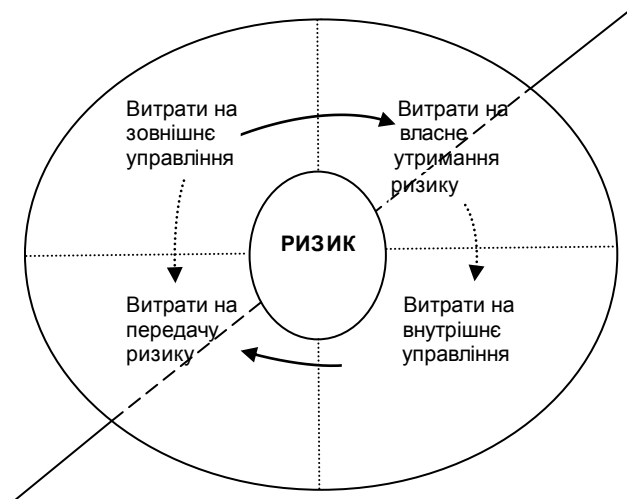 Витрати на
зовнішнє
управління
Витрати на
власне
утримання
ризику
РИЗИК
Витрати на
передачу
ризику
Витрати на
внутрішнє
управління